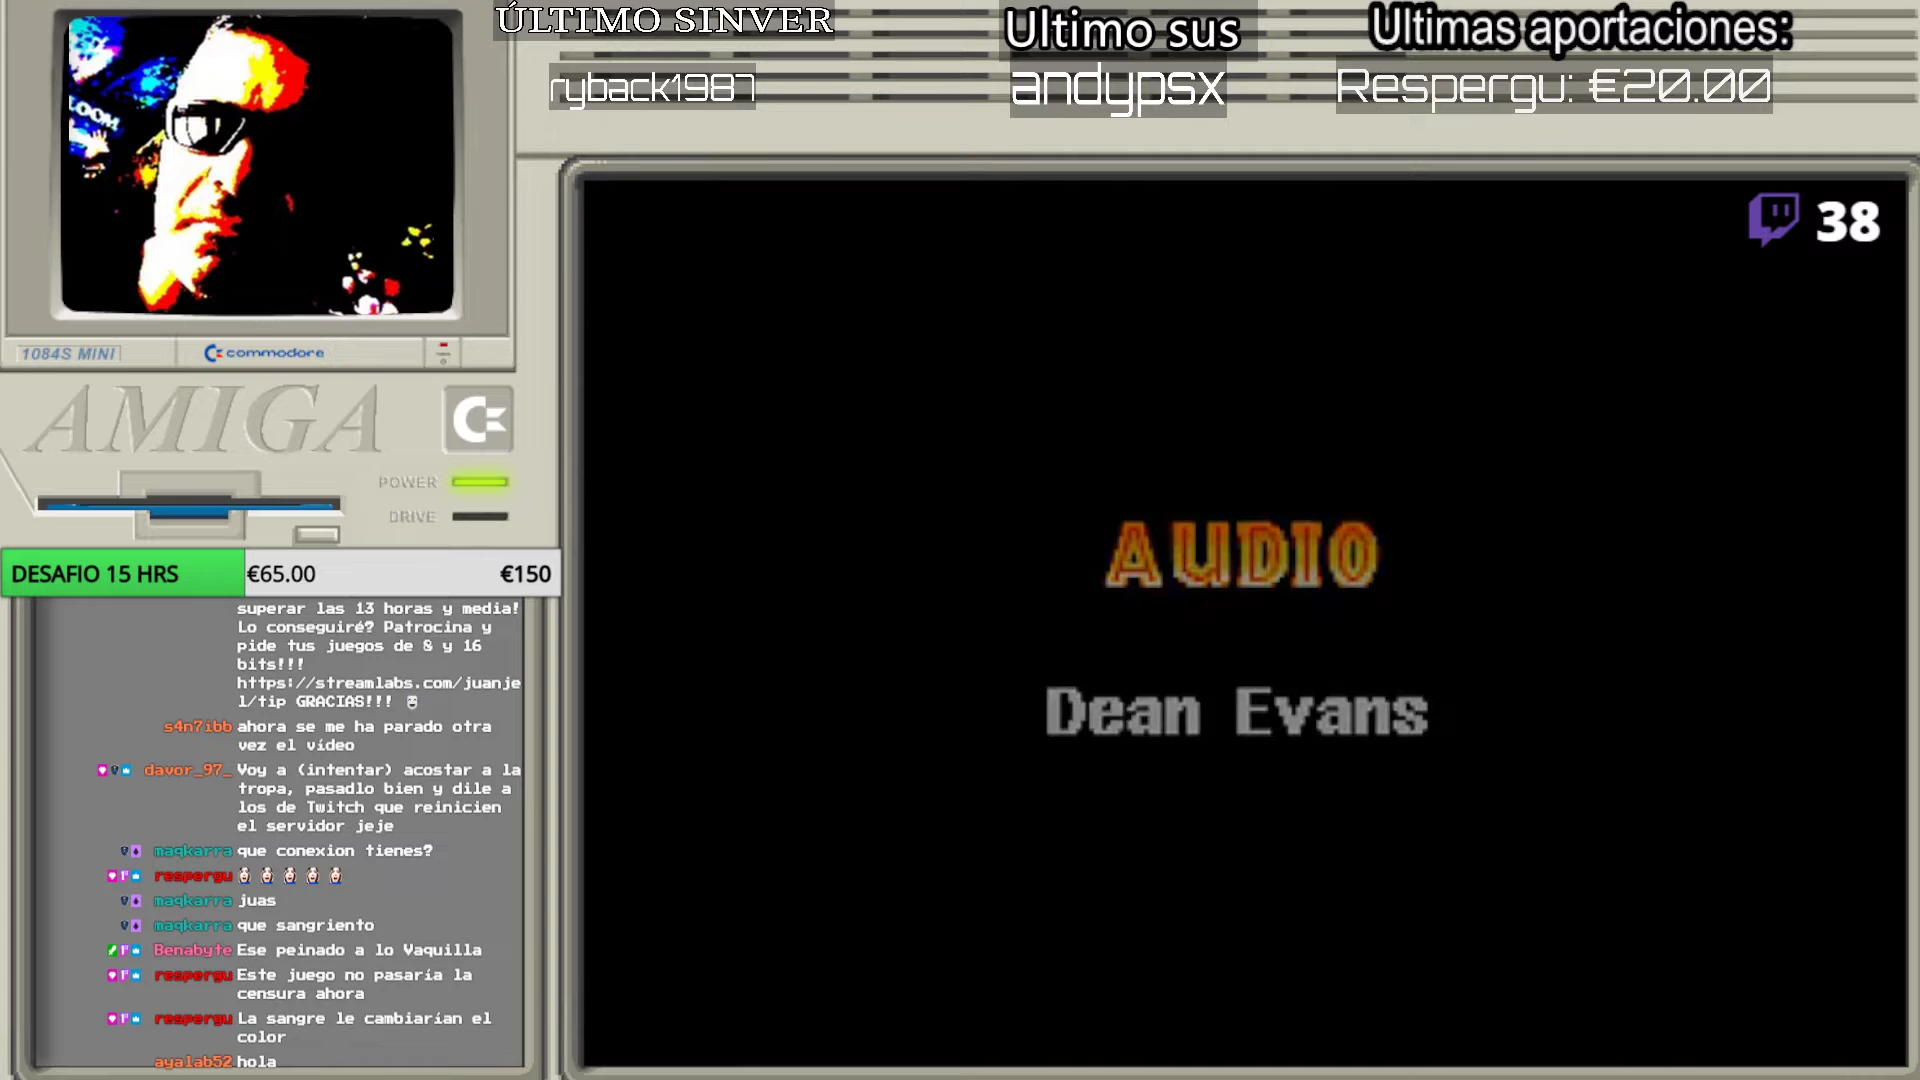 ÚLTIMO SINVER
ryback1987
Ultimo sus
andypsx
Ultimas aportaciones:
Respergu: €20.00
38
LOOM
1084S MINI
commodore
AMIGA
POWER
DRIVE
DESAFIO 15 HRS €65.00 €150
superar las 13 horas y media!
Lo conseguiré? Patrocina y
pide tus juegos de 8 y 16
bits!!!
https://streamlabs.com/juanje
l/tip GRACIAS!!!
s4n7ibb ahora se me ha parado otra
vez el vídeo
davor_97_ Voy a (intentar) acostar a la
tropa, pasadlo bien y dile a
los de Twitch que reinicien
el servidor jeje
maqkarra que conexion tienes?
respergu
maqkarra juas
maqkarra que sangriento
Benabyte Ese peinado a lo Vaquilla
respergu Este juego no pasaría la
censura ahora
respergu La sangre le cambiarían el
color
ayalab52 hola
AUDIO
Dean Evans